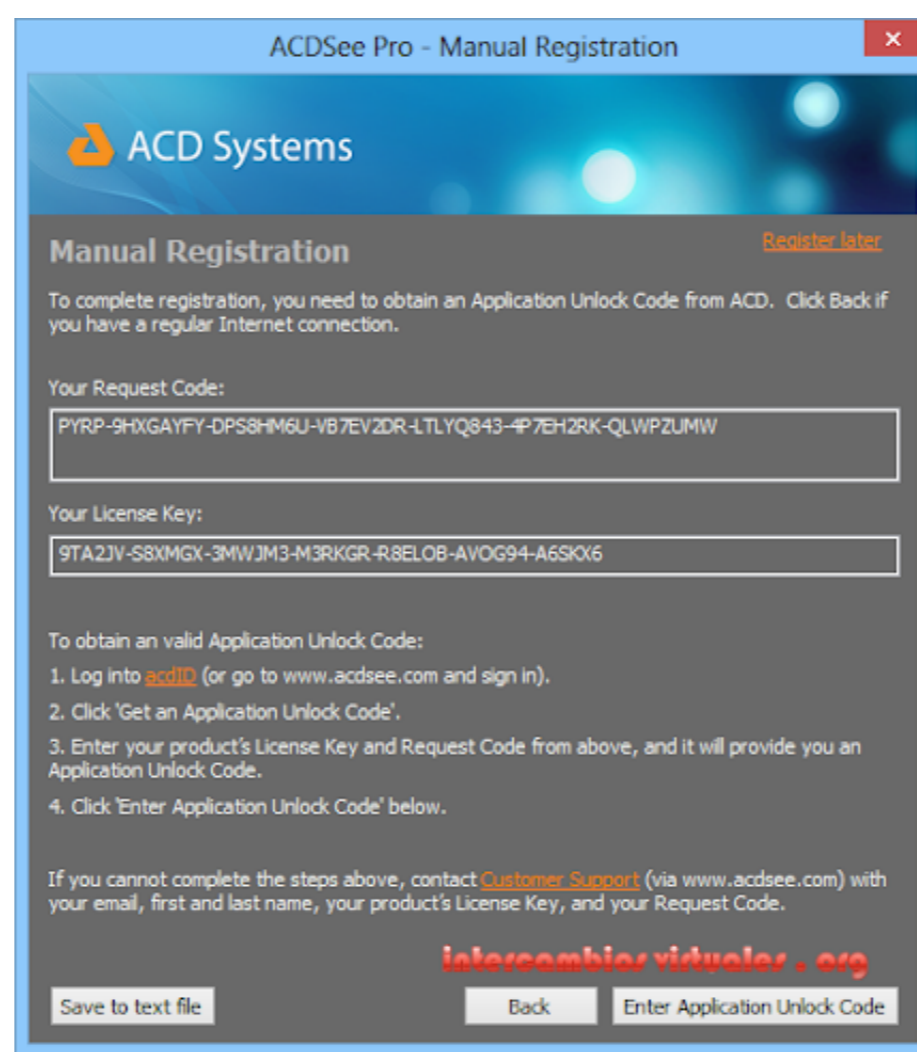 ACDSee Pro - Manual Registration
ACD Systems
Manual Registration
Register later
To complete registration, you need to obtain an Application Unlock Code from ACD.  Click Back if
you have a regular Internet connection.
Your Request Code:
PYRP-9HXGAYFY-DPS8HM6U-VB7EV2DR-LTLYQ843-4P7EH2RK-QLWPZUMW
Your License Key:
9TA2JV-S8XMGX-3MWJM3-M3RKGR-R8ELOB-AVOG94-A6SKX6
To obtain an valid Application Unlock Code:
1. Log into acdID (or go to www.acdsee.com and sign in).
2. Click 'Get an Application Unlock Code'.
3. Enter your product's License Key and Request Code from above, and it will provide you an
Application Unlock Code.
4. Click 'Enter Application Unlock Code' below.
If you cannot complete the steps above, contact Customer Support (via www.acdsee.com) with
your email, first and last name, your product's License Key, and your Request Code.
intercambios virtuales . org
Save to text file
Back
Enter Application Unlock Code